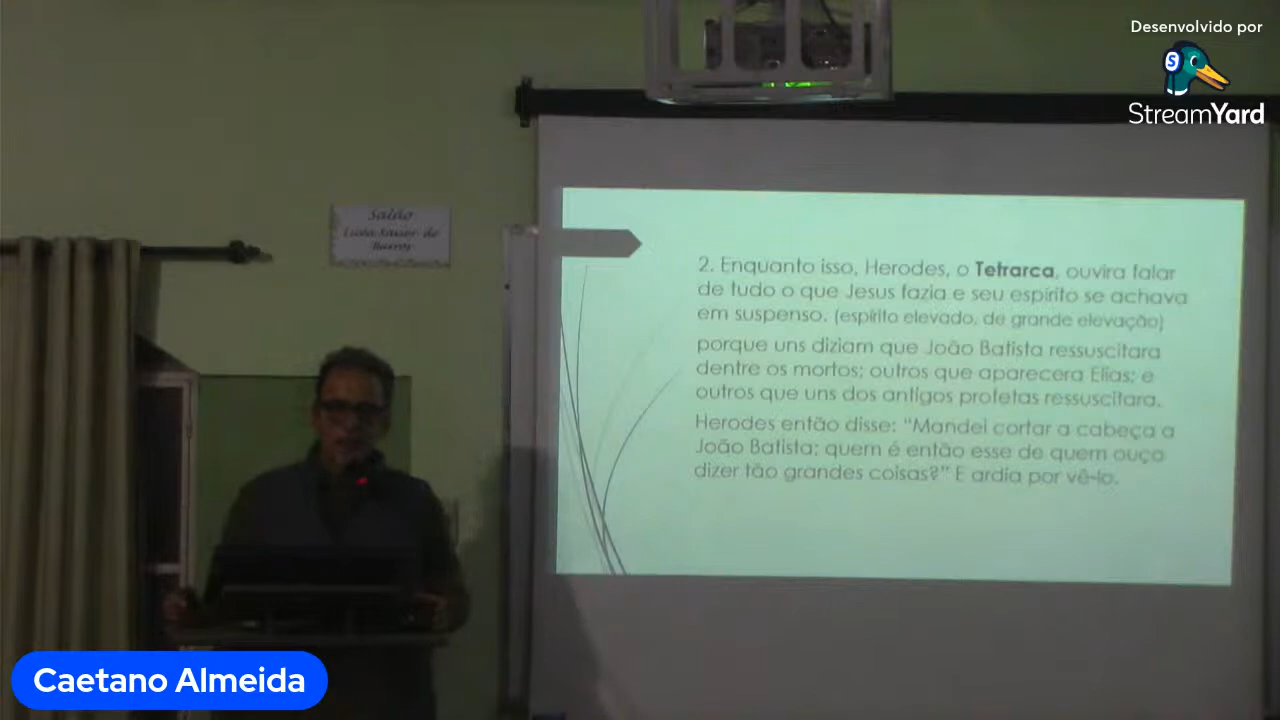 Desenvolvido por
StreamYard
Salão
2. Enquanto isso, Herodes, o Tetrarca, ouvira falar
de tudo o que Jesus fazia e seu espírito se achava
em suspenso. (espírito elevado, de grande elevação)
porque uns diziam que João Batista ressuscitara
dentre os mortos; outros que aparecera Elias; e
outros que uns dos antigos profetas ressuscitara.
Herodes então disse: “Mandei cortar a cabeça a
João Batista; quem é então esse de quem ouço
dizer tão grandes coisas?” E ardia por vê-lo.
Caetano Almeida